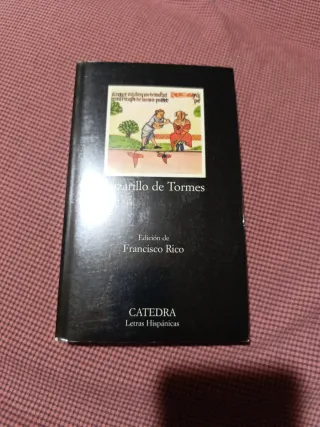 Lazarillo de Tormes
Edición de
Francisco Rico
CATEDRA
Letras Hispánicas